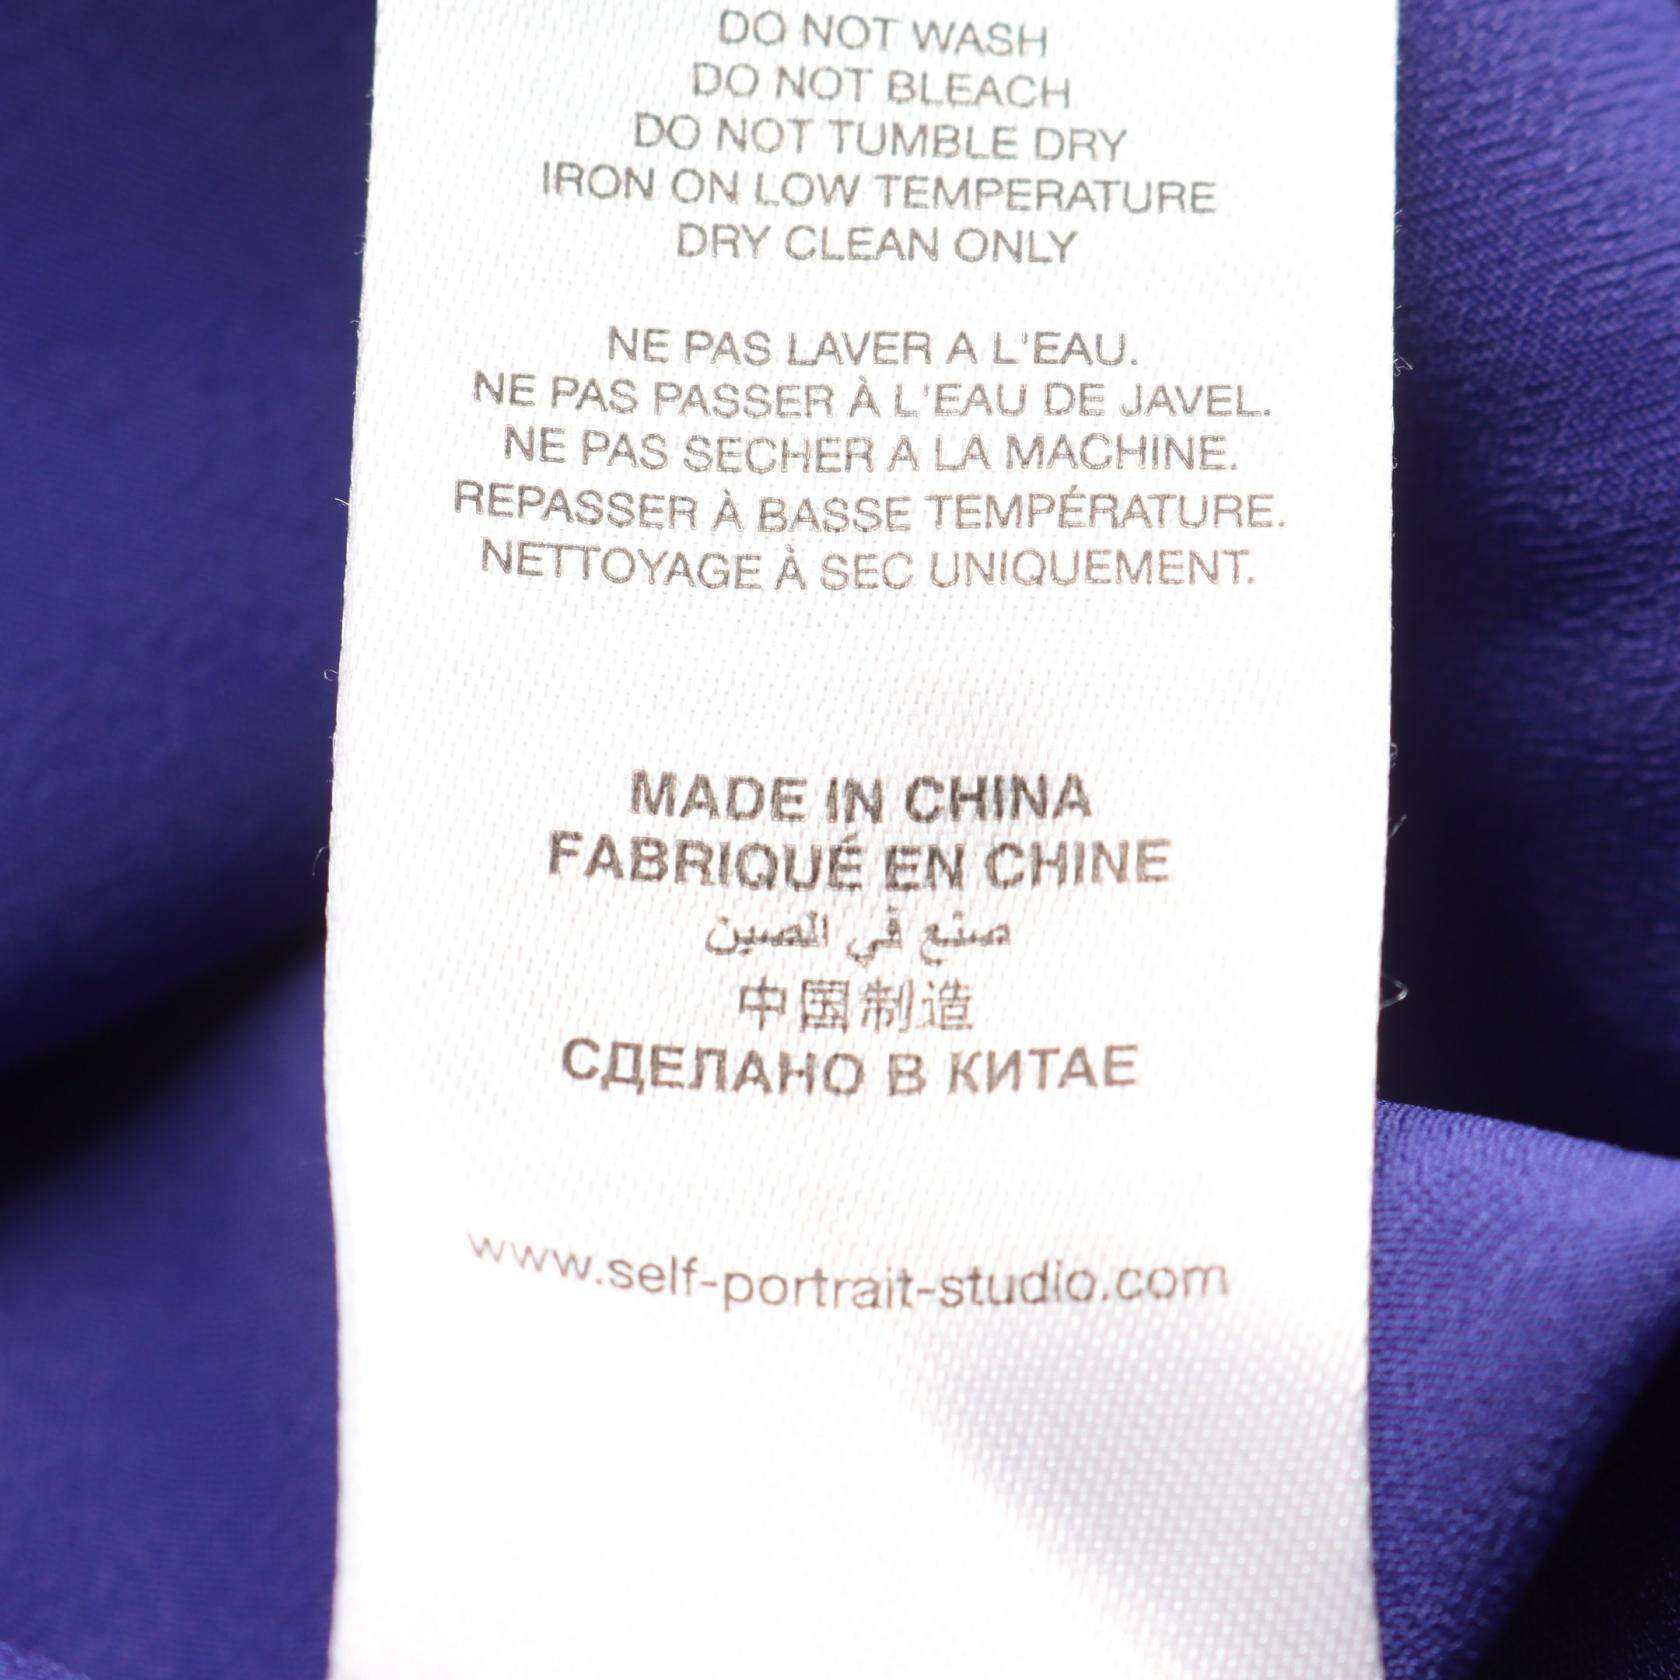 DO NOT WASH
DO NOT BLEACH
DO NOT TUMBLE DRY
IRON ON LOW TEMPERATURE
DRY CLEAN ONLY
NE PAS LAVER A L'EAU.
NE PAS PASSER À L'EAU DE JAVEL.
NE PAS SECHER A LA MACHINE.
REPASSER À BASSE TEMPÉRATURE.
NETTOYAGE À SEC UNIQUEMENT.
MADE IN CHINA
FABRIQUÉ EN CHINE
صنع في الصين
中国制造
СДЕЛАНО В КИТАЕ
www.self-portrait-studio.com